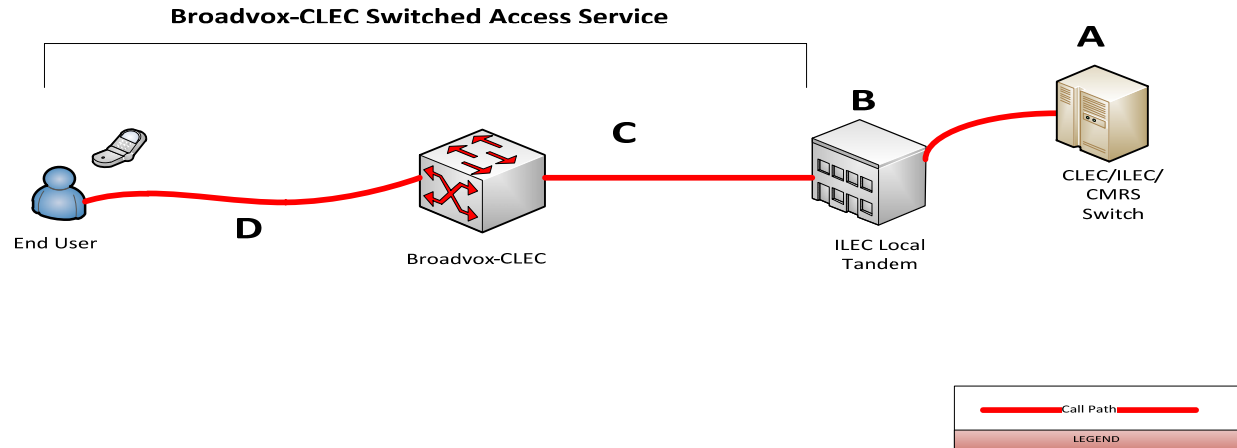 Broadvox-CLEC Switched Access Service
A
B
C
CLEC/ILEC/
CMRS
Switch
D
End User
ILEC Local
Tandem
Broadvox-CLEC
Call Path
LEGEND